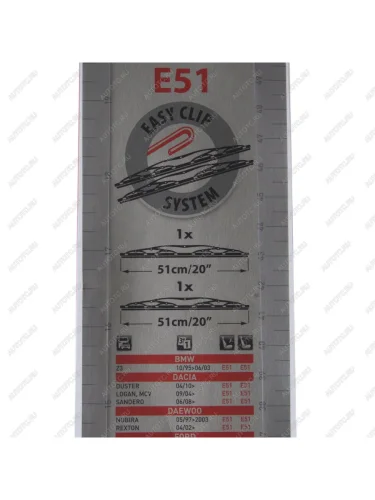 E51
EASY CLIP
SYSTEM
1x
51cm/20"
1x
51cm/20"
BMW
Z3 10/95>06/03 E51 E51
DACIA
DUSTER 04/10> E51 E51
LOGAN, MCV 09/04> E51 E51
SANDERO 06/08> E51 E51
DAEWOO
NUBIRA 05/97>2003 E51 E51
REXTON 04/02> E51 E51
FORD